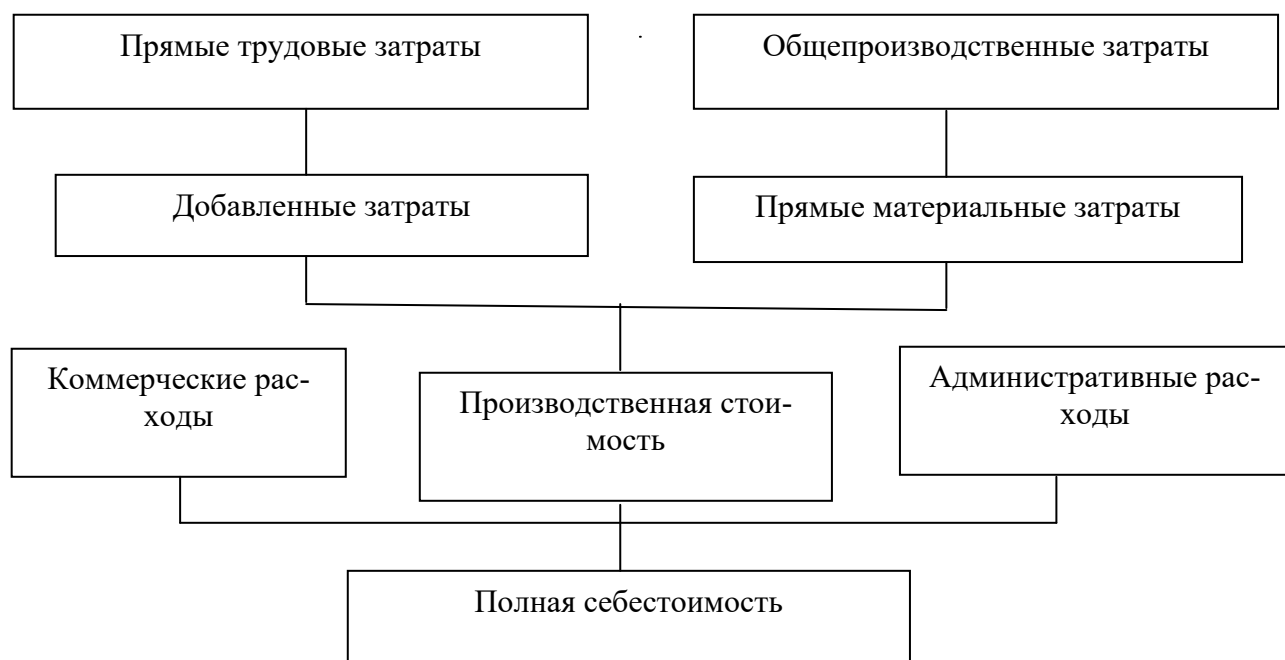 Прямые трудовые затраты
Общепроизводственные затраты
Добавленные затраты
Прямые материальные затраты
Коммерческие рас-
ходы
Производственная стои-
мость
Административные рас-
ходы
Полная себестоимость